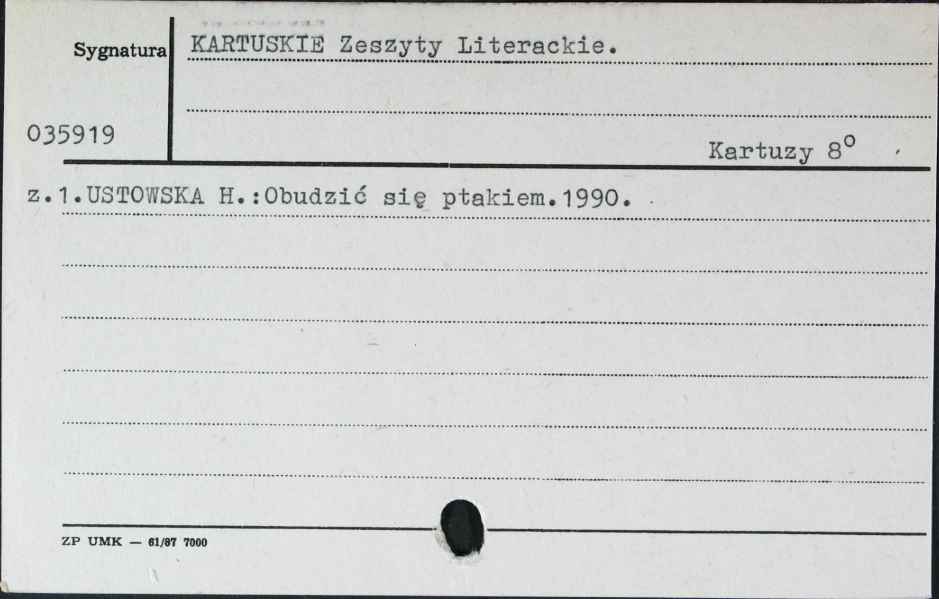 Sygnatura
KARTUSKIE Zeszyty Literackie.
035919
Kartuzy 8°
z.1.USTOWSKA H.:Obudzić się ptakiem.1990.
ZP UMK — 61/87 7000